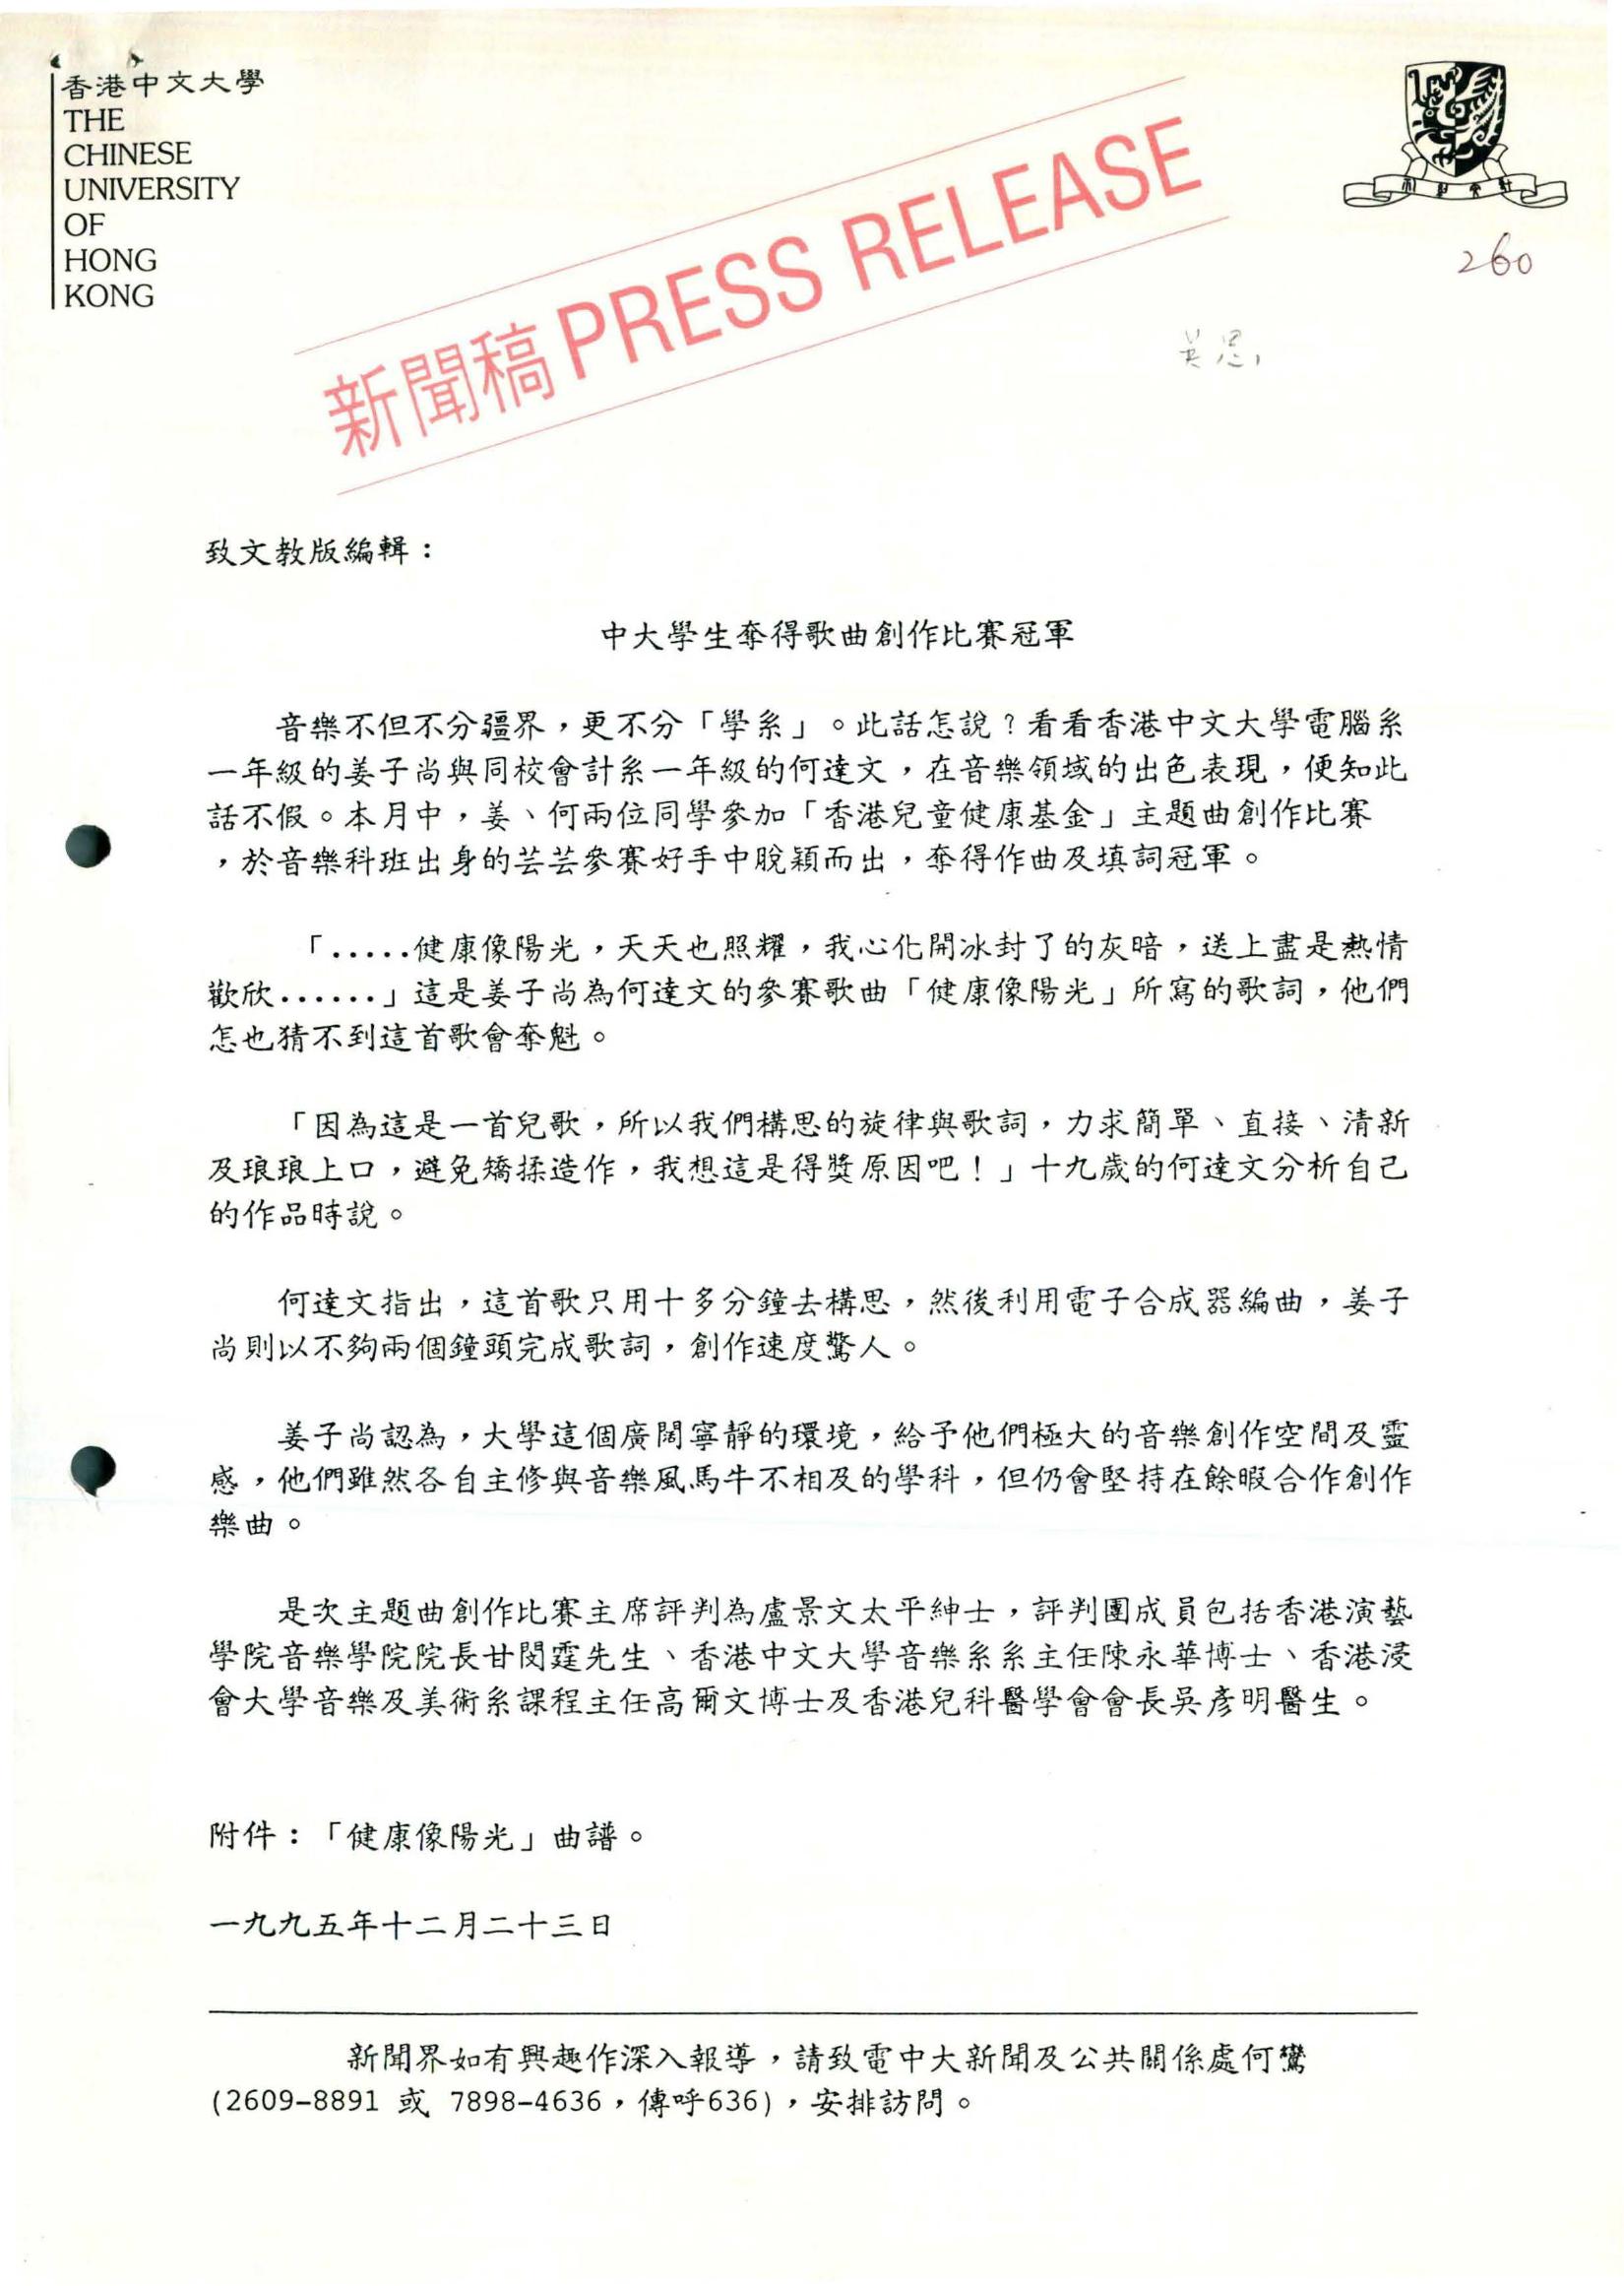 香港中文大學
THE
CHINESE
UNIVERSITY
OF
HONG
KONG
新聞稿 PRESS RELEASE
260
致文教版編輯：
中大學生奪得歌曲創作比賽冠軍
音樂不但不分疆界，更不分「學系」。此話怎說？看看香港中文大學電腦系
一年級的姜子尚與同校會計系一年級的何達文，在音樂領域的出色表現，便知此
話不假。本月中，姜、何兩位同學參加「香港兒童健康基金」主題曲創作比賽
，於音樂科班出身的芸芸參賽好手中脫穎而出，奪得作曲及填詞冠軍。
「.....健康像陽光，天天也照耀，我心化開冰封了的灰暗，送上盡是熱情
歡欣......」這是姜子尚為何達文的參賽歌曲「健康像陽光」所寫的歌詞，他們
怎也猜不到這首歌會奪魁。
「因為這是一首兒歌，所以我們構思的旋律與歌詞，力求簡單、直接、清新
及琅琅上口，避免矯揉造作，我想這是得獎原因吧！」十九歲的何達文分析自己
的作品時說。
何達文指出，這首歌只用十多分鐘去構思，然後利用電子合成器編曲，姜子
尚則以不夠兩個鐘頭完成歌詞，創作速度驚人。
姜子尚認為，大學這個廣闊寧靜的環境，給予他們極大的音樂創作空間及靈
感，他們雖然各自主修與音樂風馬牛不相及的學科，但仍會堅持在餘暇合作創作
樂曲。
是次主題曲創作比賽主席評判為盧景文太平紳士，評判團成員包括香港演藝
學院音樂學院院長甘閔霆先生、香港中文大學音樂系系主任陳永華博士、香港浸
會大學音樂及美術系課程主任高爾文博士及香港兒科醫學會會長吳彥明醫生。
附件：「健康像陽光」曲譜。
一九九五年十二月二十三日
新聞界如有興趣作深入報導，請致電中大新聞及公共關係處何鸞
(2609-8891 或 7898-4636，傳呼636)，安排訪問。